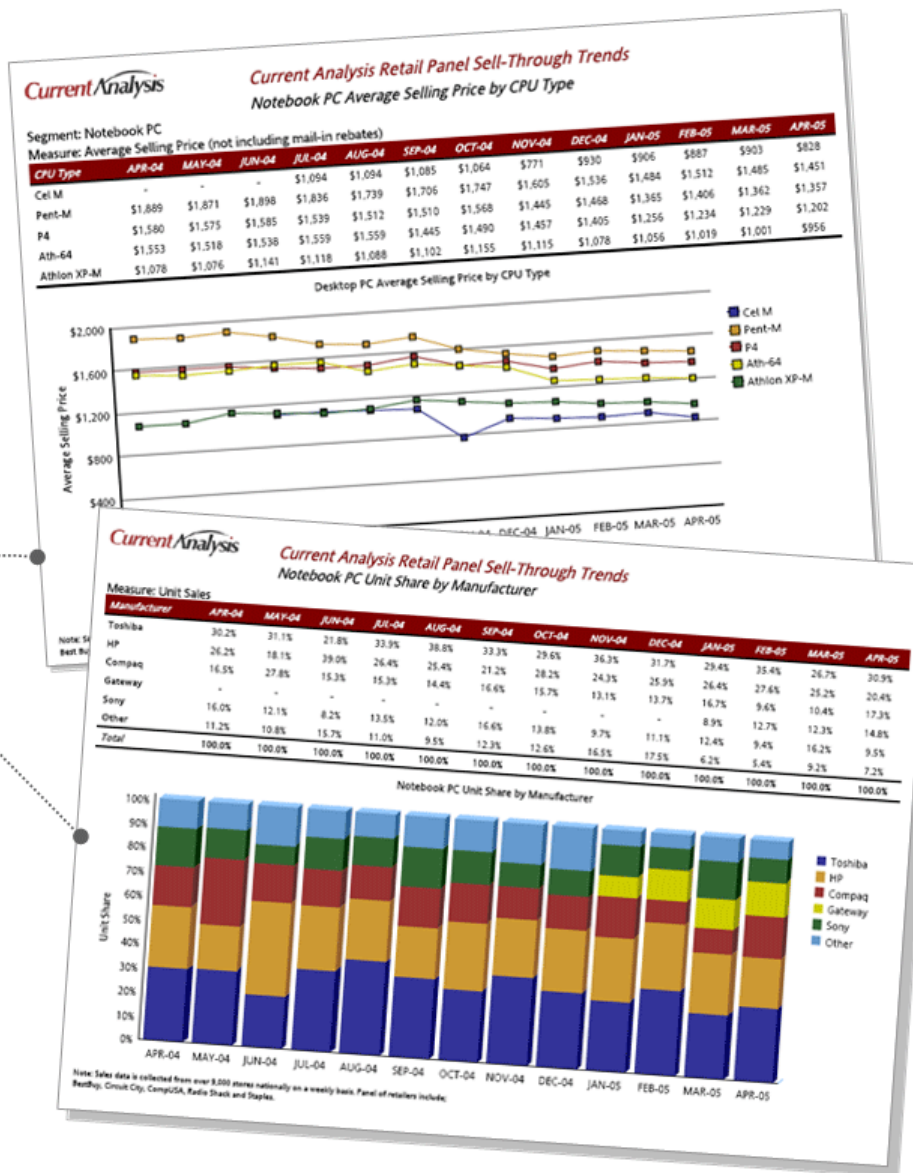 Current Analysis
Current Analysis Retail Panel Sell-Through Trends
Notebook PC Average Selling Price by CPU Type
Segment: Notebook PC
Measure: Average Selling Price (not including mail-in rebates)
CPU Type APR-04 MAY-04 JUN-04 JUL-04 AUG-04 SEP-04 OCT-04 NOV-04 DEC-04 JAN-05 FEB-05 MAR-05 APR-05
Cel M - - - $1,094 $1,094 $1,085 $1,064 $771 $930 $906 $887 $903 $828
Pent-M $1,889 $1,871 $1,898 $1,836 $1,739 $1,706 $1,747 $1,605 $1,536 $1,484 $1,512 $1,485 $1,451
P4 $1,580 $1,575 $1,585 $1,539 $1,512 $1,510 $1,568 $1,445 $1,468 $1,365 $1,406 $1,362 $1,357
Ath-64 $1,553 $1,518 $1,538 $1,559 $1,559 $1,445 $1,490 $1,457 $1,405 $1,256 $1,234 $1,229 $1,202
Athlon XP-M $1,078 $1,076 $1,141 $1,118 $1,088 $1,102 $1,155 $1,115 $1,078 $1,056 $1,019 $1,001 $956
Desktop PC Average Selling Price by CPU Type
Average Selling Price
$2,000
$1,600
$1,200
$800
$400
Cel M
Pent-M
P4
Ath-64
Athlon XP-M
DEC-04 JAN-05 FEB-05 MAR-05 APR-05
Note:
Best
Current Analysis
Current Analysis Retail Panel Sell-Through Trends
Notebook PC Unit Share by Manufacturer
Measure: Unit Sales
Manufacturer APR-04 MAY-04 JUN-04 JUL-04 AUG-04 SEP-04 OCT-04 NOV-04 DEC-04 JAN-05 FEB-05 MAR-05 APR-05
Toshiba 30.2% 31.1% 21.8% 33.9% 38.8% 33.3% 29.6% 36.3% 31.7% 29.4% 35.4% 26.7% 30.9%
HP 26.2% 18.1% 39.0% 26.4% 25.4% 21.2% 28.2% 24.3% 25.9% 26.4% 27.6% 25.2% 20.4%
Compaq 16.5% 27.8% 15.3% 15.3% 14.4% 16.6% 15.7% 13.1% 13.7% 16.7% 9.6% 10.4% 17.3%
Gateway - - - - - - - - - 8.9% 12.7% 12.3% 14.8%
Sony 16.0% 12.1% 8.2% 13.5% 12.0% 16.6% 13.8% 9.7% 11.1% 12.4% 9.4% 16.2% 9.5%
Other 11.2% 10.8% 15.7% 11.0% 9.5% 12.3% 12.6% 16.5% 17.5% 6.2% 5.4% 9.2% 7.2%
Total 100.0% 100.0% 100.0% 100.0% 100.0% 100.0% 100.0% 100.0% 100.0% 100.0% 100.0% 100.0% 100.0%
Notebook PC Unit Share by Manufacturer
Unit Share
100%
90%
80%
70%
60%
50%
40%
30%
20%
10%
0%
Toshiba
HP
Compaq
Gateway
Sony
Other
APR-04 MAY-04 JUN-04 JUL-04 AUG-04 SEP-04 OCT-04 NOV-04 DEC-04 JAN-05 FEB-05 MAR-05 APR-05
Note: Sales data is collected from over 9,000 stores nationally on a weekly basis. Panel of retailers include;
BestBuy, Circuit City, CompUSA, Radio Shack and Staples.